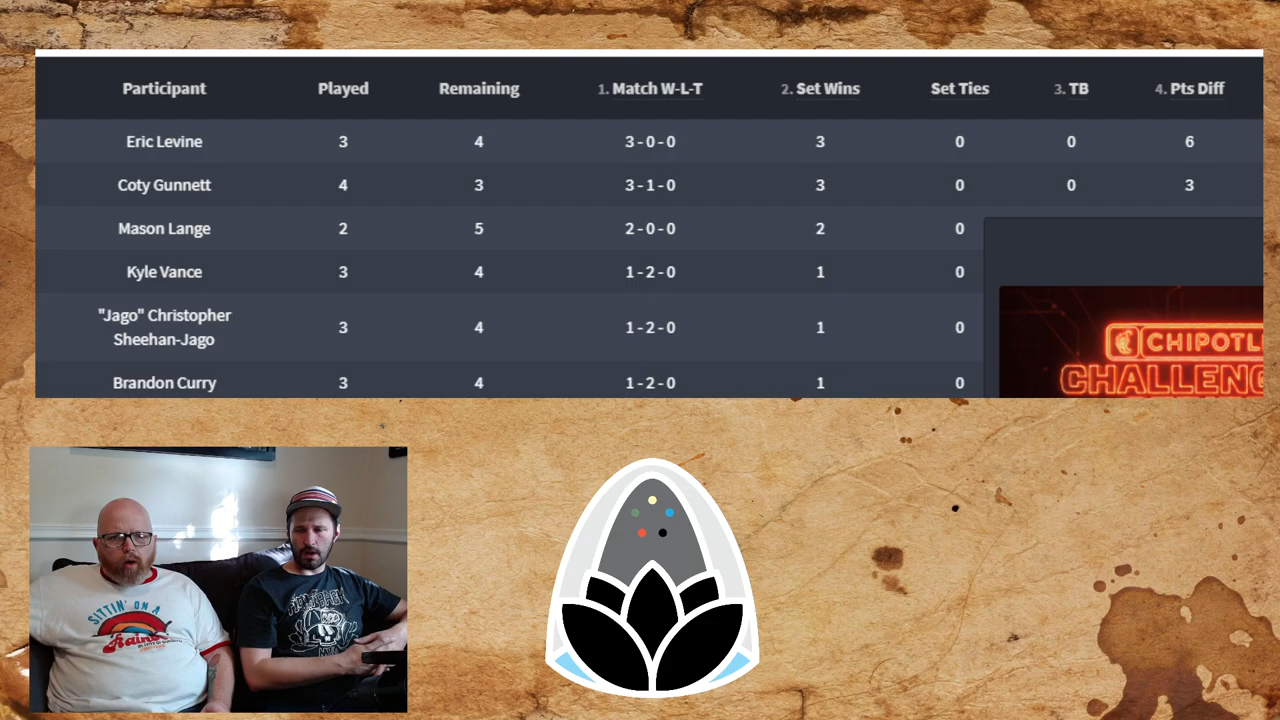 Participant Played Remaining 1. Match W-L-T 2. Set Wins Set Ties 3. TB 4. Pts Diff
Eric Levine 3 4 3 - 0 - 0 3 0 0 6
Coty Gunnett 4 3 3 - 1 - 0 3 0 0 3
Mason Lange 2 5 2 - 0 - 0 2 0
Kyle Vance 3 4 1 - 2 - 0 1 0
"Jago" Christopher
Sheehan-Jago 3 4 1 - 2 - 0 1 0
Brandon Curry 3 4 1 - 2 - 0 1 0
CHIPOTL
CHALLENG
SITTIN' ON A